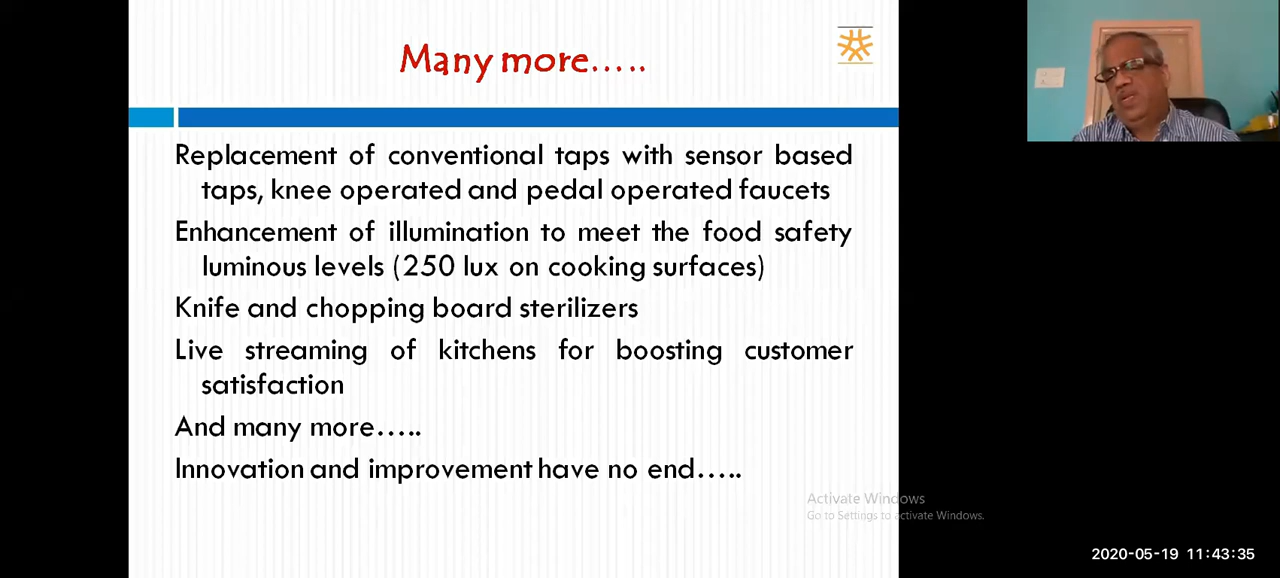 Many more.....
Replacement of conventional taps with sensor based
taps, knee operated and pedal operated faucets
Enhancement of illumination to meet the food safety
luminous levels (250 lux on cooking surfaces)
Knife and chopping board sterilizers
Live streaming of kitchens for boosting customer
satisfaction
And many more.....
Innovation and improvement have no end.....
Activate Windows
Go to Settings to activate Windows.
2020-05-19 11:43:35